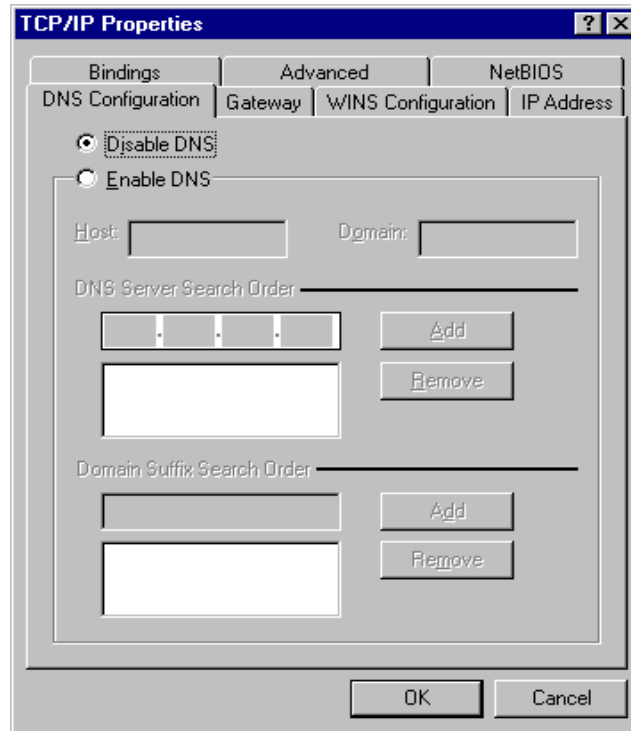 TCP/IP Properties
Bindings Advanced NetBIOS
DNS Configuration Gateway WINS Configuration IP Address
Disable DNS
Enable DNS
Host: Domain:
DNS Server Search Order
. . . Add
Remove
Domain Suffix Search Order
Add
Remove
OK Cancel